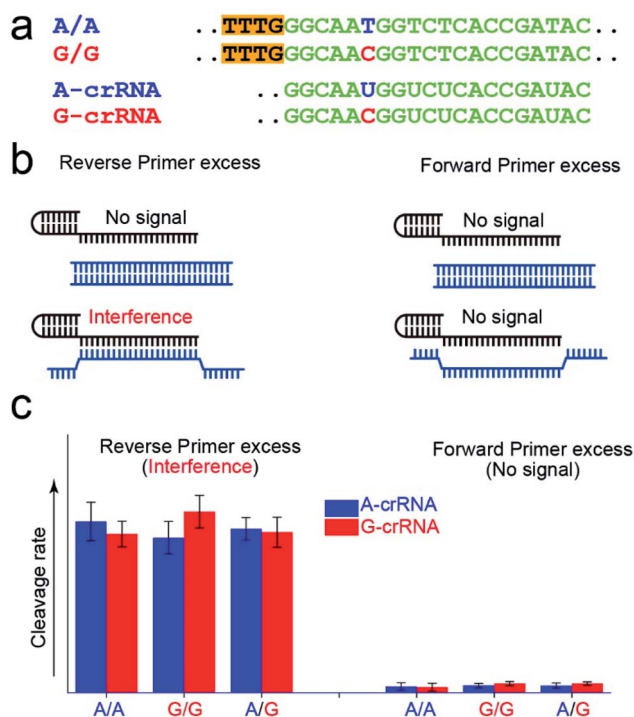 a
A/A ..TTTGGGCAATGGTCTCACCGATAC..
G/G ..TTTGGGCAACGGTCTCACCGATAC..
A-crRNA ..GGCAAUGGUCUCACCGAUAC
G-crRNA ..GGCAACGGUCUCACCGAUAC
b
Reverse Primer excess
Forward Primer excess
No signal
No signal
Interference
No signal
c
Reverse Primer excess
(Interference)
Forward Primer excess
(No signal)
A-crRNA
G-crRNA
Cleavage rate
A/A G/G A/G A/A G/G A/G